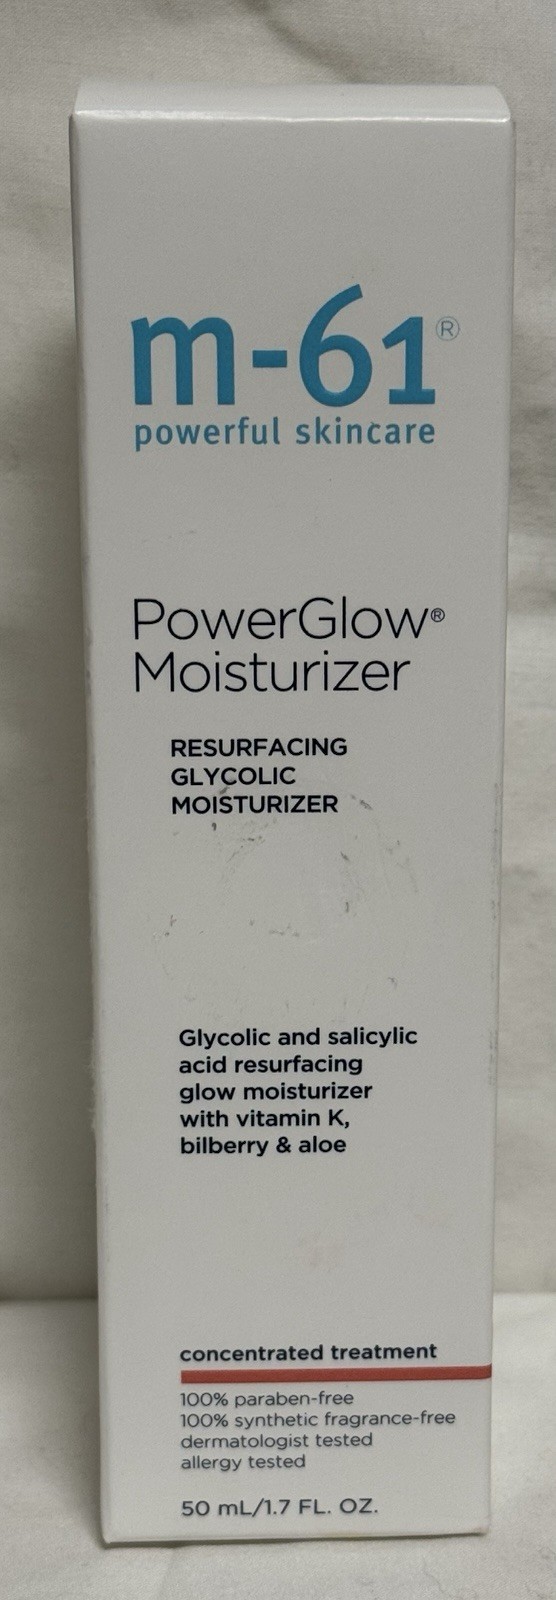 m-61®
powerful skincare
PowerGlow®
Moisturizer
RESURFACING
GLYCOLIC
MOISTURIZER
Glycolic and salicylic
acid resurfacing
glow moisturizer
with vitamin K,
bilberry & aloe
concentrated treatment
100% paraben-free
100% synthetic fragrance-free
dermatologist tested
allergy tested
50 mL/1.7 FL. OZ.